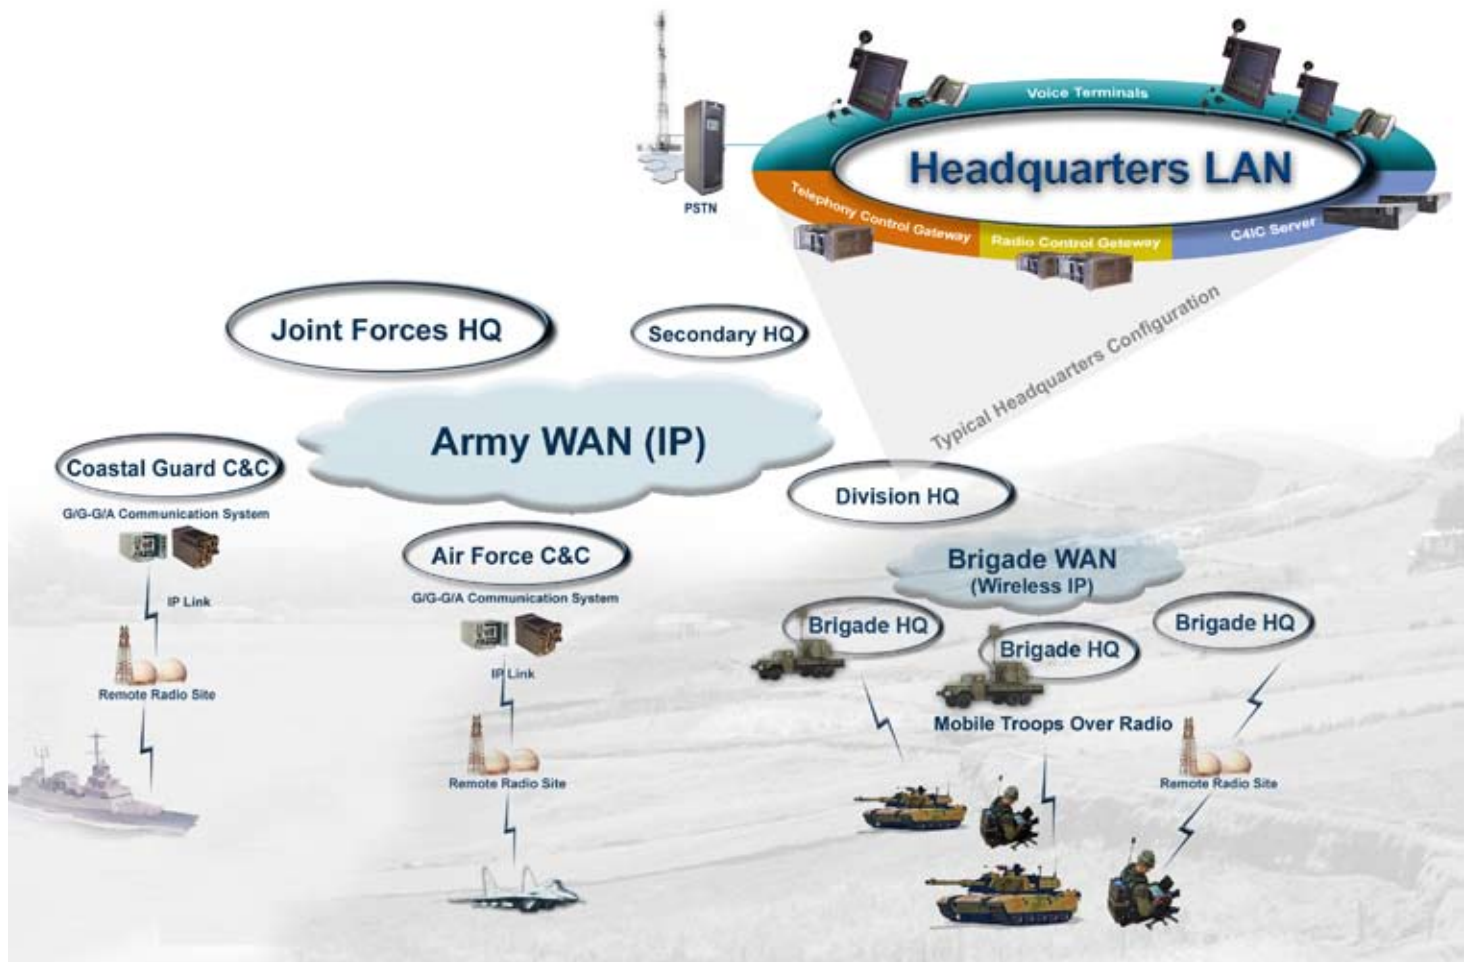 Voice Terminals
Headquarters LAN
PSTN
Telephony Control Gateway
Radio Control Geteway
C4IC Server
Typical Headquarters Configuration
Joint Forces HQ
Secondary HQ
Army WAN (IP)
Coastal Guard C&C
G/G-G/A Communication System
IP Link
Remote Radio Site
Air Force C&C
G/G-G/A Communication System
IP Link
Remote Radio Site
Division HQ
Brigade WAN
(Wireless IP)
Brigade HQ
Brigade HQ
Brigade HQ
Mobile Troops Over Radio
Remote Radio Site